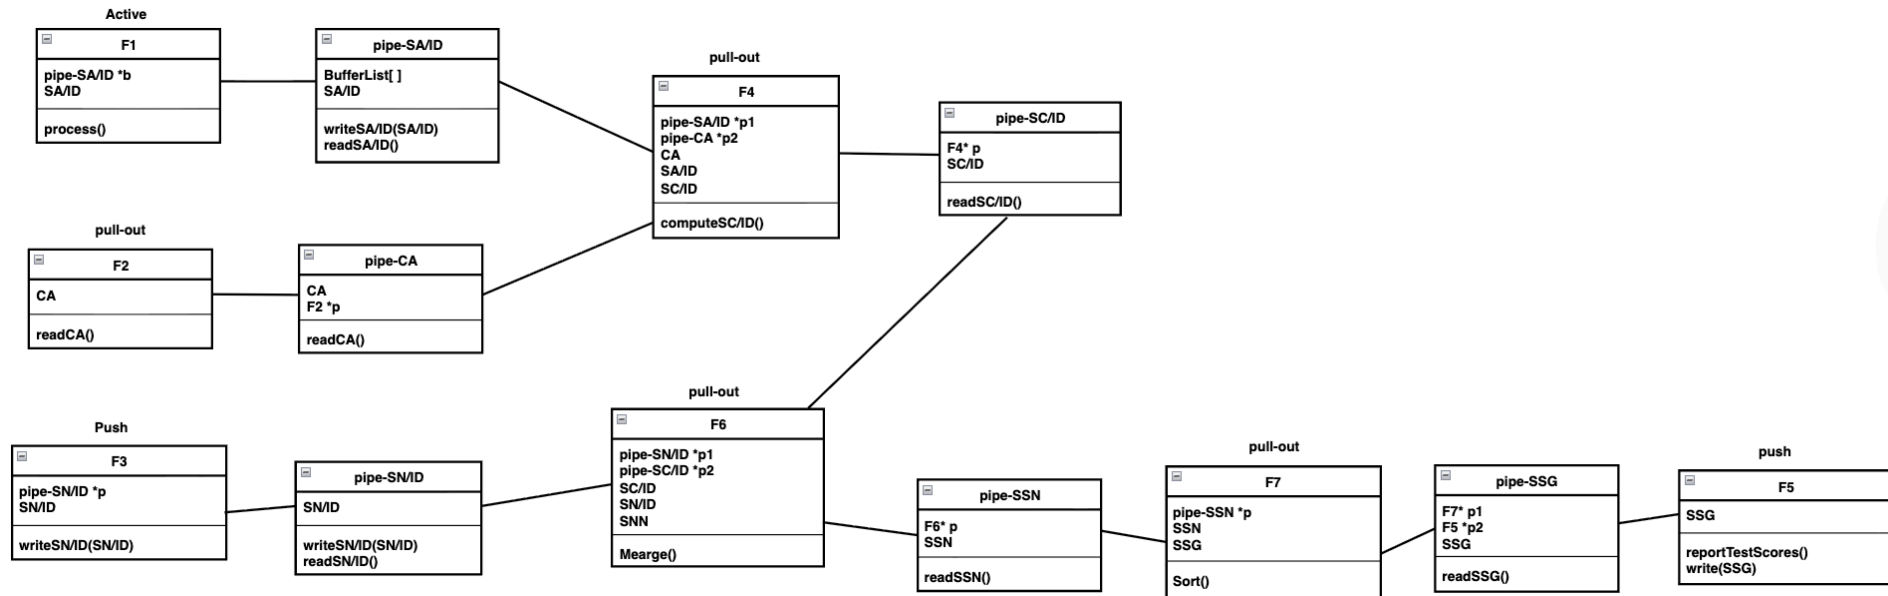 Active
F1
pipe-SA/ID *b
SA/ID
process()
pipe-SA/ID
BufferList[ ]
SA/ID
writeSA/ID(SA/ID)
readSA/ID()
pull-out
F4
pipe-SA/ID *p1
pipe-CA *p2
CA
SA/ID
SC/ID
computeSC/ID()
pipe-SC/ID
F4* p
SC/ID
readSC/ID()
pull-out
F2
CA
readCA()
pipe-CA
CA
F2 *p
readCA()
Push
F3
pipe-SN/ID *p
SN/ID
writeSN/ID(SN/ID)
pipe-SN/ID
SN/ID
writeSN/ID(SN/ID)
readSN/ID()
pull-out
F6
pipe-SN/ID *p1
pipe-SC/ID *p2
SC/ID
SN/ID
SNN
Mearge()
pipe-SSN
F6* p
SSN
readSSN()
pull-out
F7
pipe-SSN *p
SSN
SSG
Sort()
pipe-SSG
F7* p1
F5 *p2
SSG
readSSG()
push
F5
SSG
reportTestScores()
write(SSG)